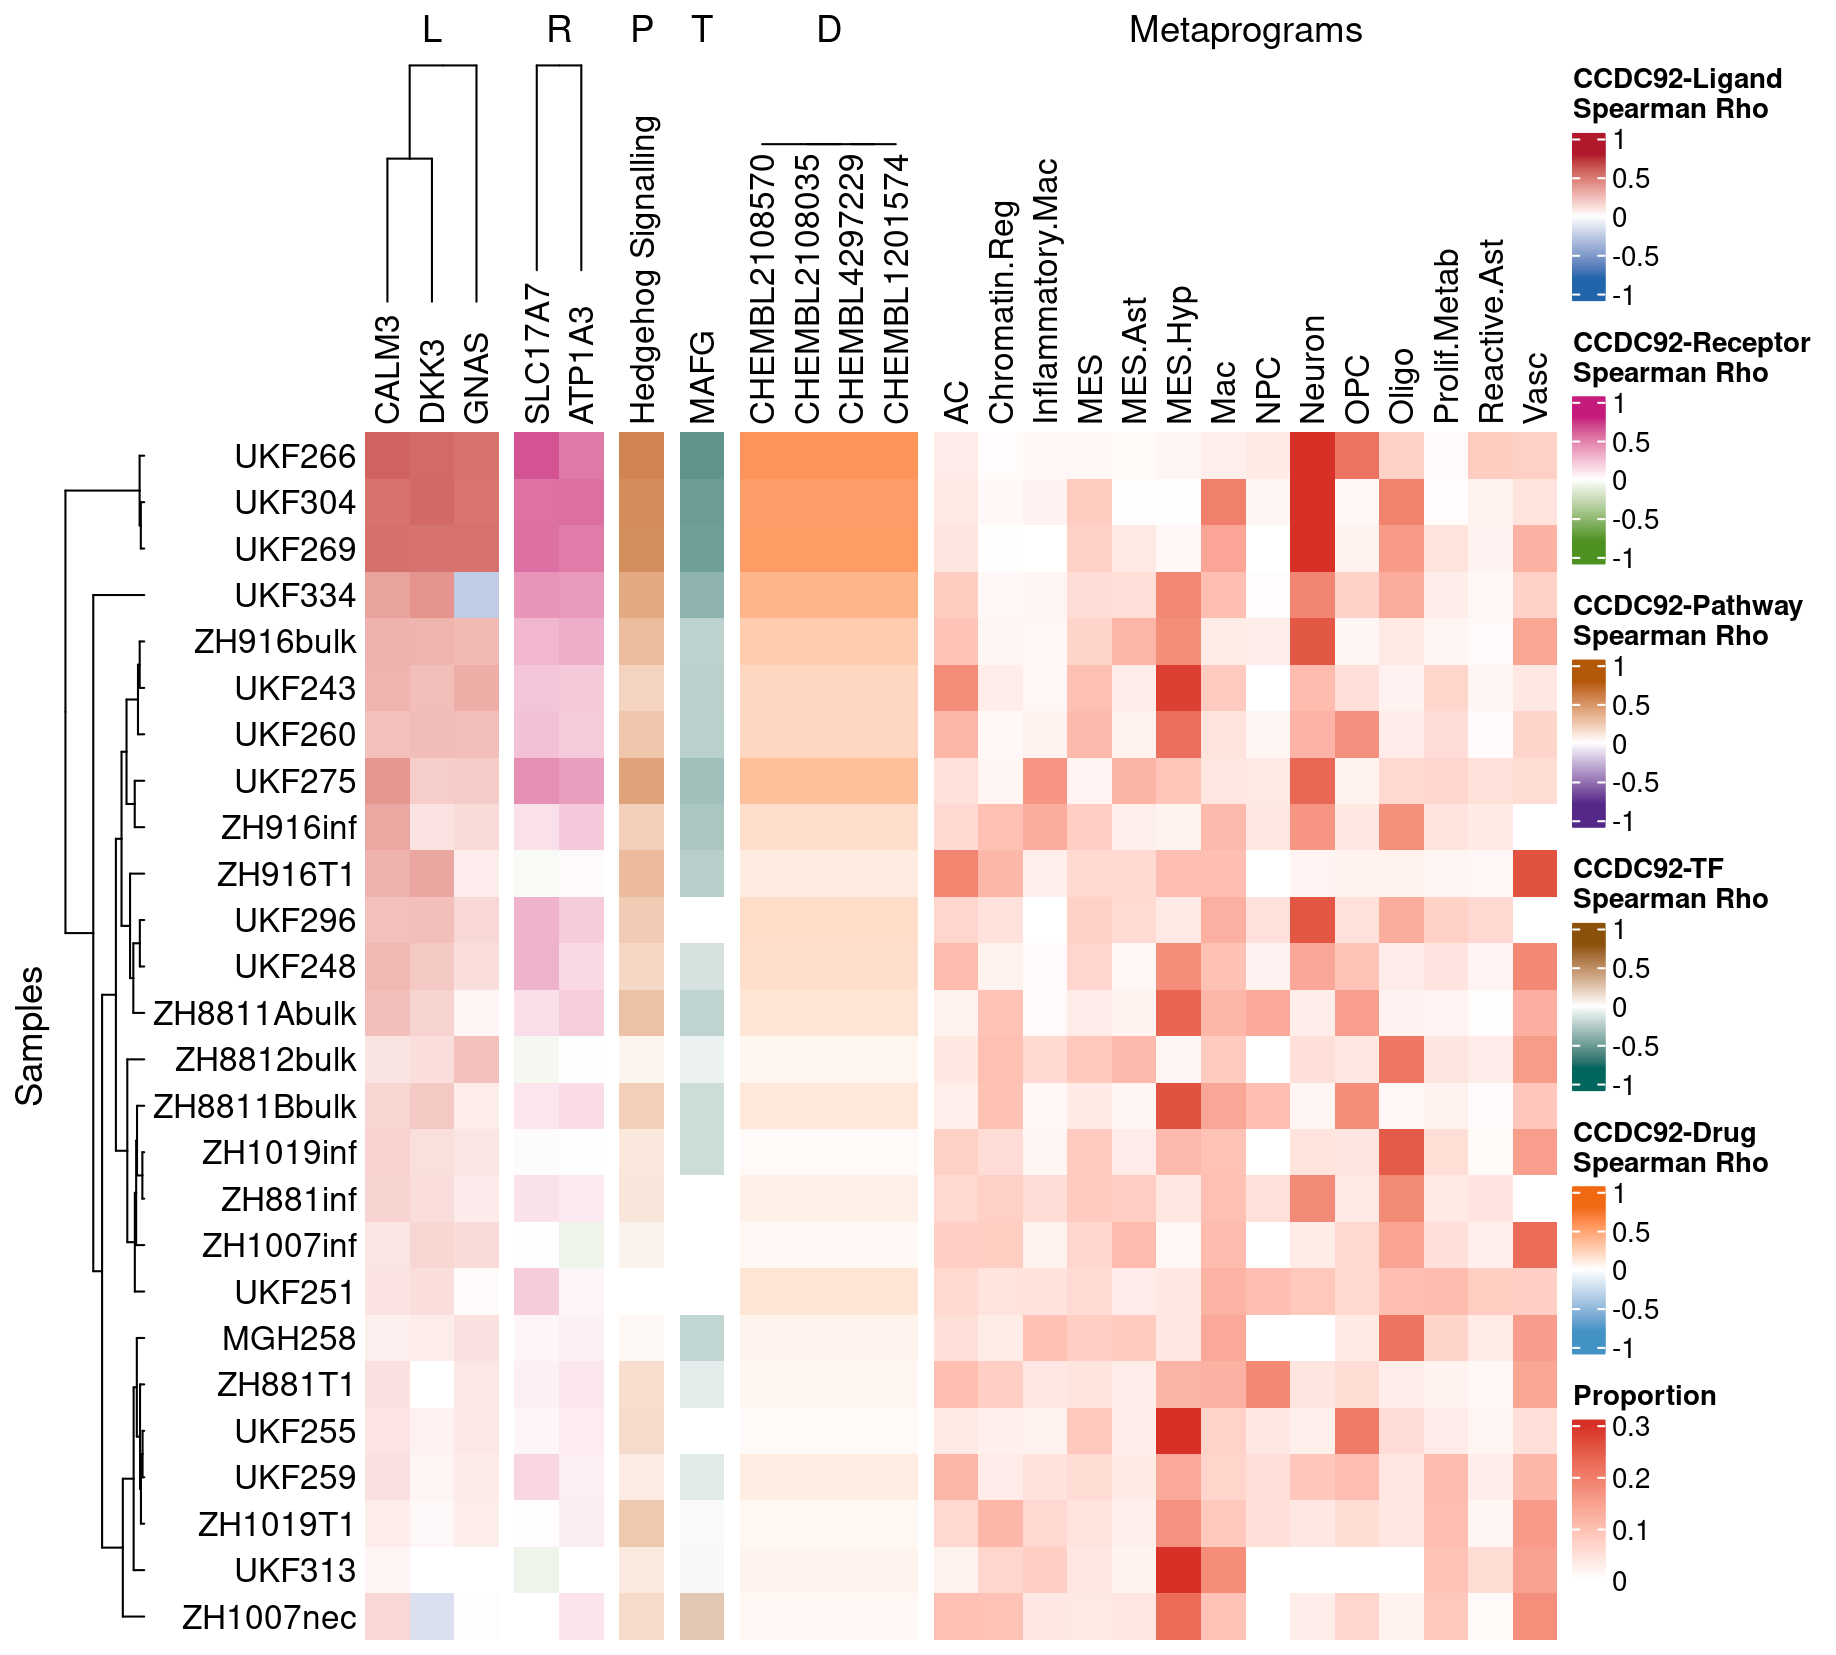 L R P T D Metaprograms
CALM3
DKK3
GNAS
SLC17A7
ATP1A3
Hedgehog Signalling
MAFG
CHEMBL2108570
CHEMBL2108035
CHEMBL4297229
CHEMBL1201574
AC
Chromatin.Reg
Inflammatory.Mac
MES
MES.Ast
MES.Hyp
Mac
NPC
Neuron
OPC
Oligo
Prolif.Metab
Reactive.Ast
Vasc
Samples
UKF266
UKF304
UKF269
UKF334
ZH916bulk
UKF243
UKF260
UKF275
ZH916inf
ZH916T1
UKF296
UKF248
ZH8811Abulk
ZH8812bulk
ZH8811Bbulk
ZH1019inf
ZH881inf
ZH1007inf
UKF251
MGH258
ZH881T1
UKF255
UKF259
ZH1019T1
UKF313
ZH1007nec
CCDC92-Ligand
Spearman Rho
1
0.5
0
-0.5
-1
CCDC92-Receptor
Spearman Rho
1
0.5
0
-0.5
-1
CCDC92-Pathway
Spearman Rho
1
0.5
0
-0.5
-1
CCDC92-TF
Spearman Rho
1
0.5
0
-0.5
-1
CCDC92-Drug
Spearman Rho
1
0.5
0
-0.5
-1
Proportion
0.3
0.2
0.1
0